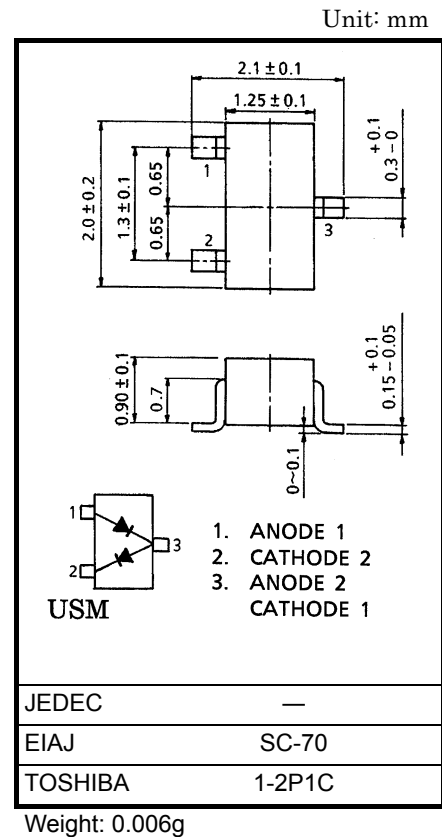 Unit: mm
2.1 ± 0.1
1.25 ± 0.1
+ 0.1
0.3 – 0
2.0 ± 0.2
1.3 ± 0.1
0.65
0.65
1
2
3
0.90 ± 0.1
0.7
+ 0.1
0.15 – 0.05
0~0.1
1
2
3
USM
1. ANODE 1
2. CATHODE 2
3. ANODE 2
CATHODE 1
JEDEC —
EIAJ SC-70
TOSHIBA 1-2P1C
Weight: 0.006g